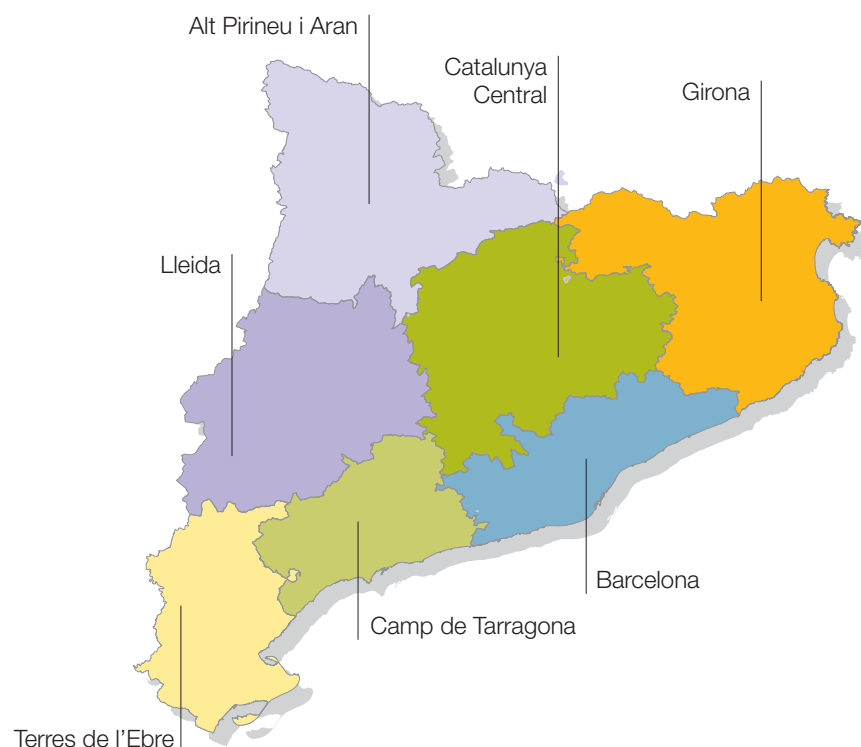 Alt Pirineu i Aran
Catalunya
Central
Girona
Lleida
Barcelona
Camp de Tarragona
Terres de l’Ebre